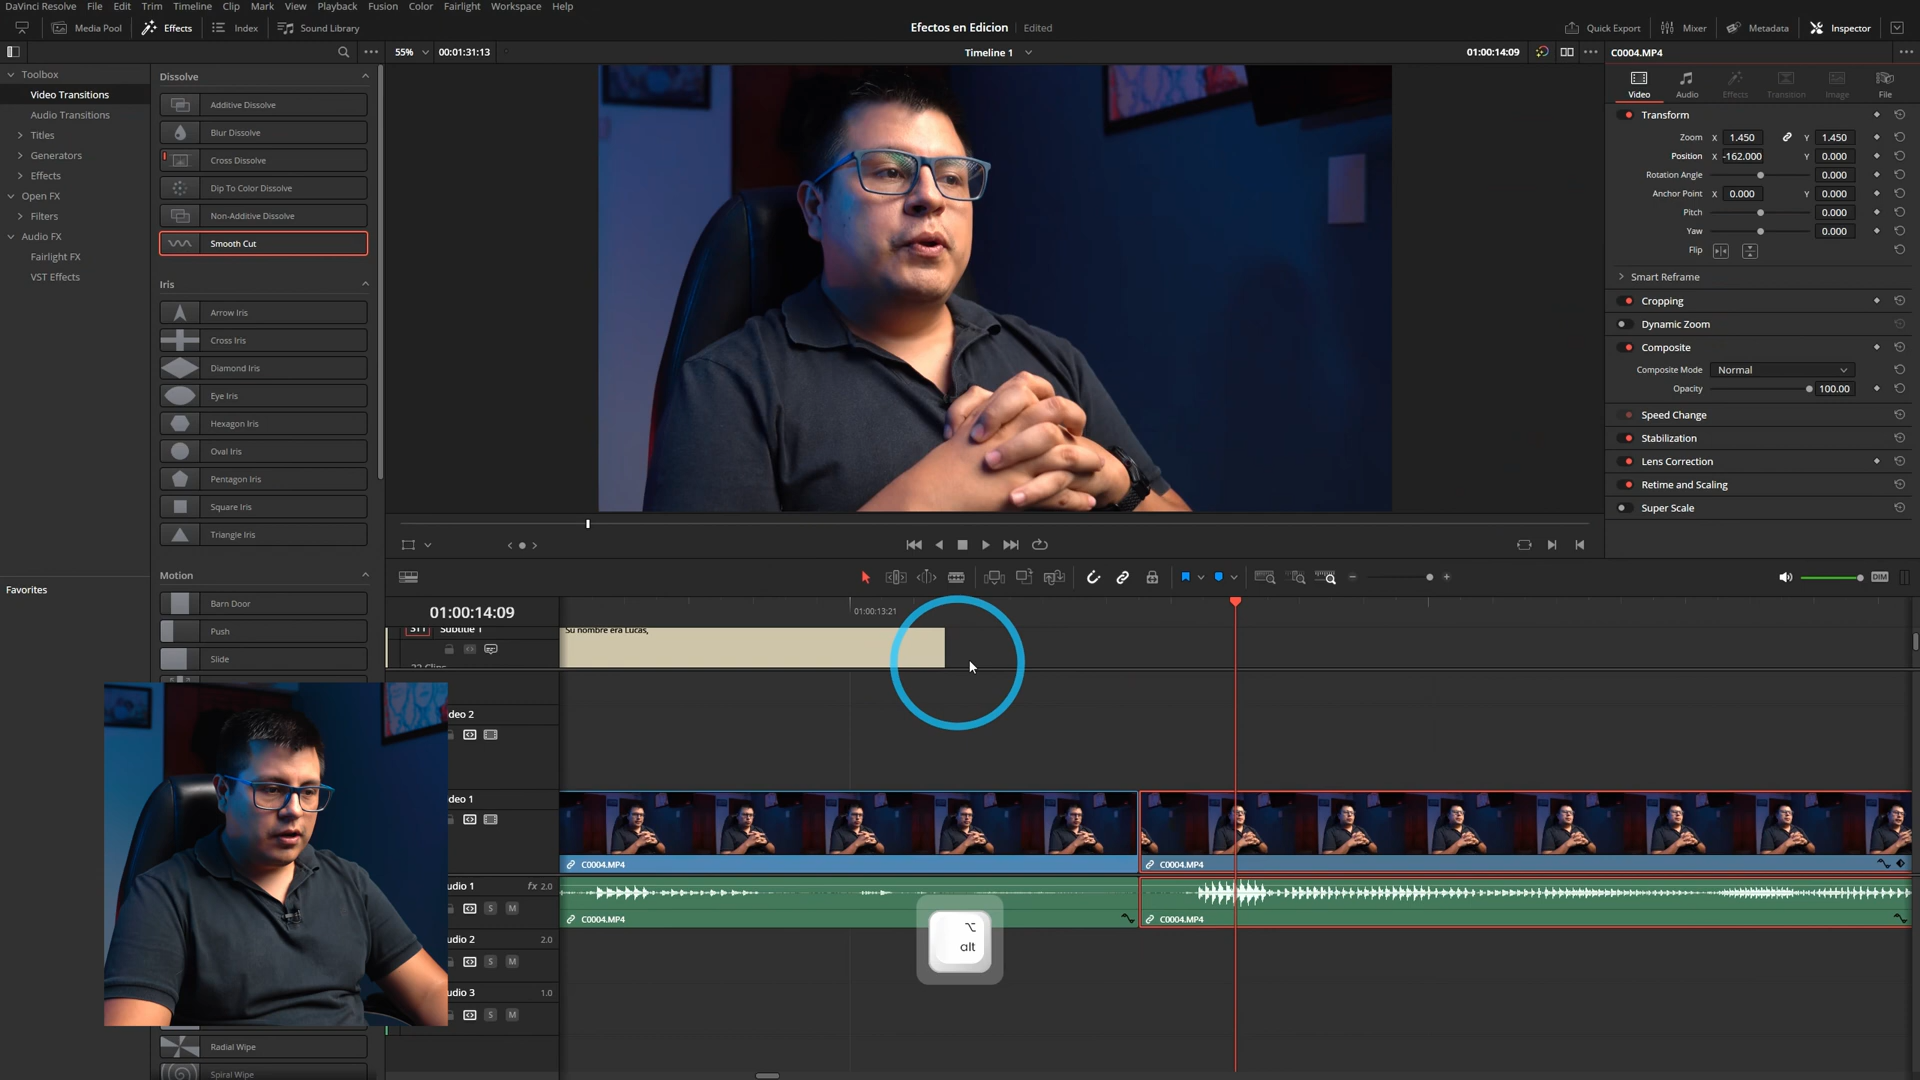 DaVinci Resolve File Edit Trim Timeline Clip Mark View Playback Fusion Color Fairlight Workspace Help
Media Pool Effects Index Sound Library
Efectos en Edicion Edited
Quick Export Mixer Metadata Inspector
55% 00:01:31:13
Timeline 1
01:00:14:09
C0004.MP4
Toolbox
Video Transitions
Audio Transitions
Titles
Generators
Effects
Open FX
Filters
Audio FX
Fairlight FX
VST Effects
Favorites
Dissolve
Additive Dissolve
Blur Dissolve
Cross Dissolve
Dip To Color Dissolve
Non-Additive Dissolve
Smooth Cut
Iris
Arrow Iris
Cross Iris
Diamond Iris
Eye Iris
Hexagon Iris
Oval Iris
Pentagon Iris
Square Iris
Triangle Iris
Motion
Barn Door
Push
Slide
Radial Wipe
Spiral Wipe
Video Audio Effects Transition Image File
Transform
Zoom X 1.450 Y 1.450
Position X -162.000 Y 0.000
Rotation Angle 0.000
Anchor Point X 0.000 Y 0.000
Pitch 0.000
Yaw 0.000
Flip
Smart Reframe
Cropping
Dynamic Zoom
Composite
Composite Mode Normal
Opacity 100.00
Speed Change
Stabilization
Lens Correction
Retime and Scaling
Super Scale
DIM
01:00:14:09
01:00:13:21
ST1 Subtitle 1
Su nombre era Lucas,
deo 2
deo 1
C0004.MP4 C0004.MP4
udio 1 fx 2.0
S M
C0004.MP4 C0004.MP4
udio 2 2.0
S M
udio 3 1.0
S M
⌥
alt